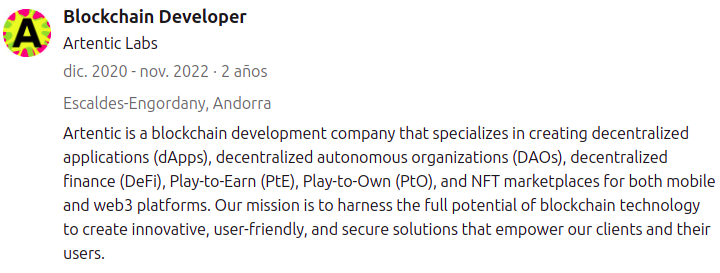 A
Blockchain Developer
Artentic Labs
dic. 2020 - nov. 2022 · 2 años
Escaldes-Engordany, Andorra
Artentic is a blockchain development company that specializes in creating decentralized
applications (dApps), decentralized autonomous organizations (DAOs), decentralized
finance (DeFi), Play-to-Earn (PtE), Play-to-Own (PtO), and NFT marketplaces for both mobile
and web3 platforms. Our mission is to harness the full potential of blockchain technology
to create innovative, user-friendly, and secure solutions that empower our clients and their
users.